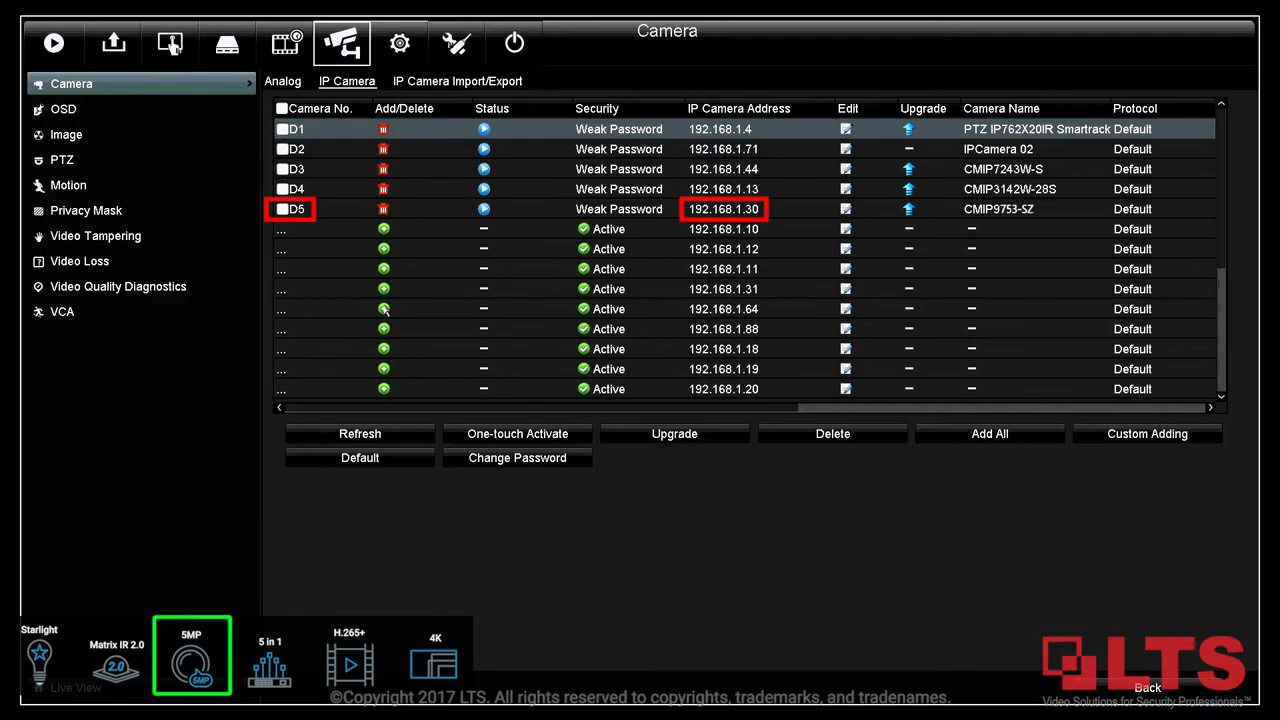 Camera
Camera
OSD
Image
PTZ
Motion
Privacy Mask
Video Tampering
Video Loss
Video Quality Diagnostics
VCA
Analog IP Camera IP Camera Import/Export
Camera No. Add/Delete Status Security IP Camera Address Edit Upgrade Camera Name Protocol
D1 Weak Password 192.168.1.4 PTZ IP762X20IR Smartrack Default
D2 Weak Password 192.168.1.71 – IPCamera 02 Default
D3 Weak Password 192.168.1.44 CMIP7243W-S Default
D4 Weak Password 192.168.1.13 CMIP3142W-28S Default
D5 Weak Password 192.168.1.30 CMIP9753-SZ Default
... – Active 192.168.1.10 – – Default
... – Active 192.168.1.12 – – Default
... – Active 192.168.1.11 – – Default
... – Active 192.168.1.31 – – Default
... – Active 192.168.1.64 – – Default
... – Active 192.168.1.88 – – Default
... – Active 192.168.1.18 – – Default
... – Active 192.168.1.19 – – Default
... – Active 192.168.1.20 – – Default
Refresh One-touch Activate Upgrade Delete Add All Custom Adding
Default Change Password
Starlight
Matrix IR 2.0
2.0
5MP
5MP
5 in 1
H.265+
4K
Live View
LTS
Back
Video Solutions for Security Professionals™
©Copyright 2017 LTS. All rights reserved to copyrights, trademarks, and tradenames.